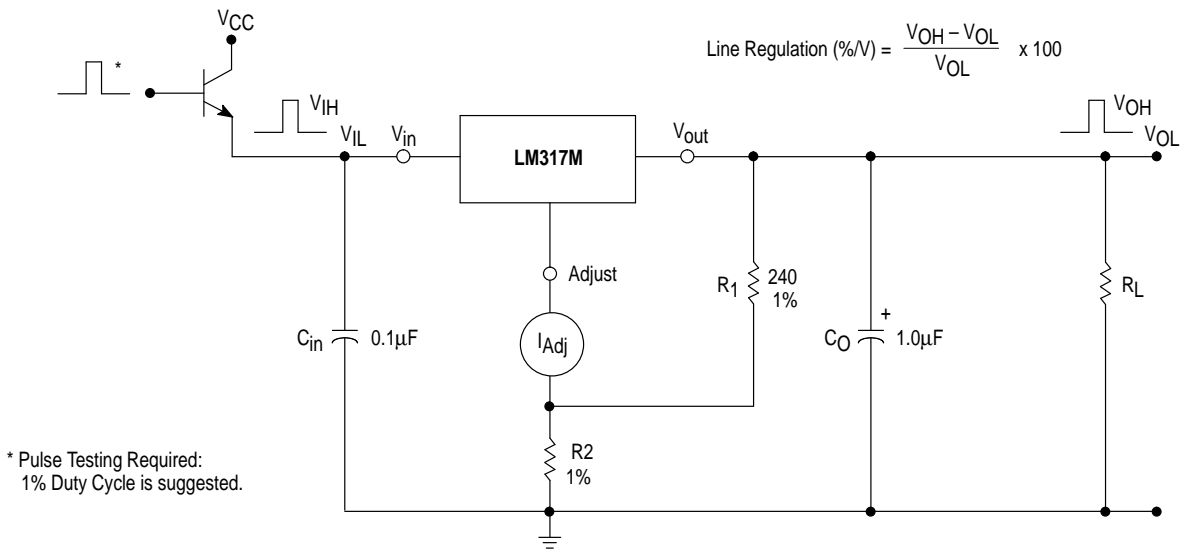 VCC
*
VIH
VIL
Vin
LM317M
Vout
Line Regulation (%/V) = VOH – VOL / VOL x 100
VOH
VOL
Adjust
R1
240
1%
RL
Cin
0.1µF
IAdj
CO
+
1.0µF
R2
1%
* Pulse Testing Required:
1% Duty Cycle is suggested.